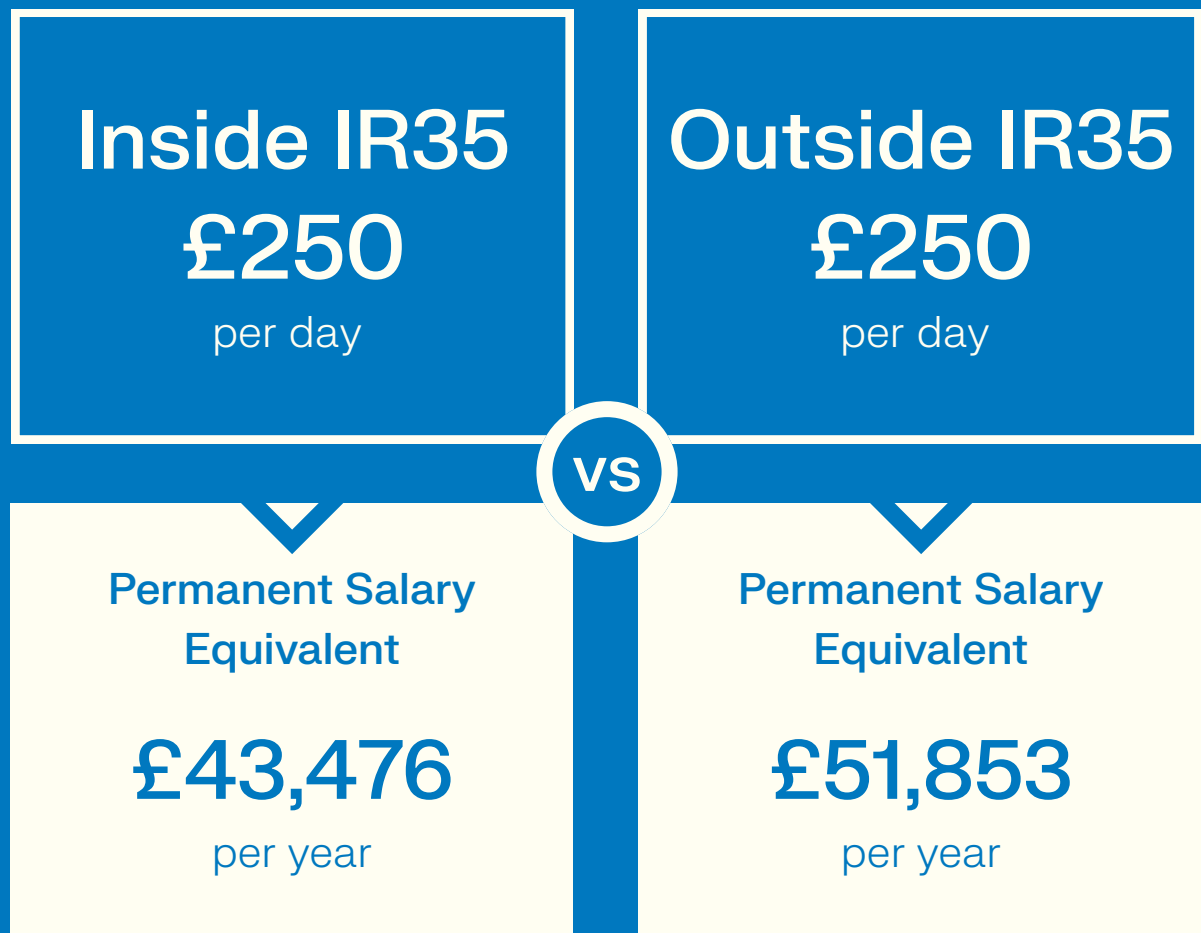 Inside IR35
£250
per day
Outside IR35
£250
per day
VS
Permanent Salary
Equivalent
£43,476
per year
Permanent Salary
Equivalent
£51,853
per year